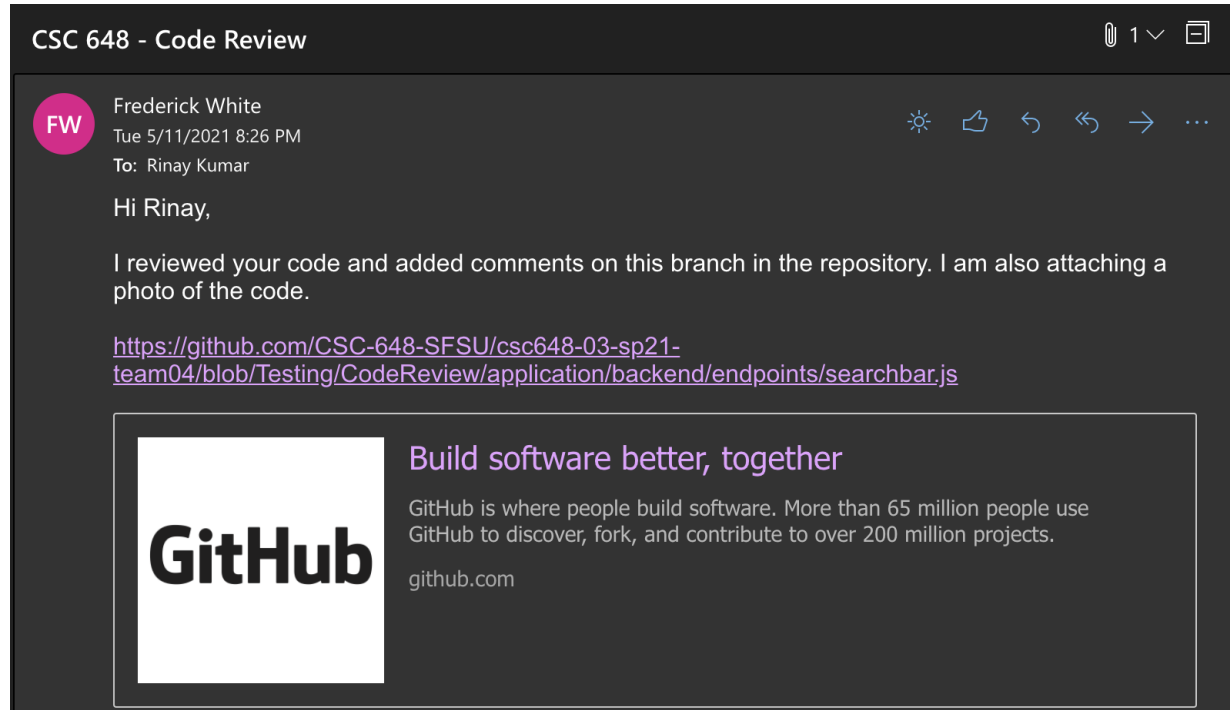 CSC 648 - Code Review
1
FW
Frederick White
Tue 5/11/2021 8:26 PM
To: Rinay Kumar
Hi Rinay,
I reviewed your code and added comments on this branch in the repository. I am also attaching a
photo of the code.
https://github.com/CSC-648-SFSU/csc648-03-sp21-
team04/blob/Testing/CodeReview/application/backend/endpoints/searchbar.js
GitHub
Build software better, together
GitHub is where people build software. More than 65 million people use
GitHub to discover, fork, and contribute to over 200 million projects.
github.com